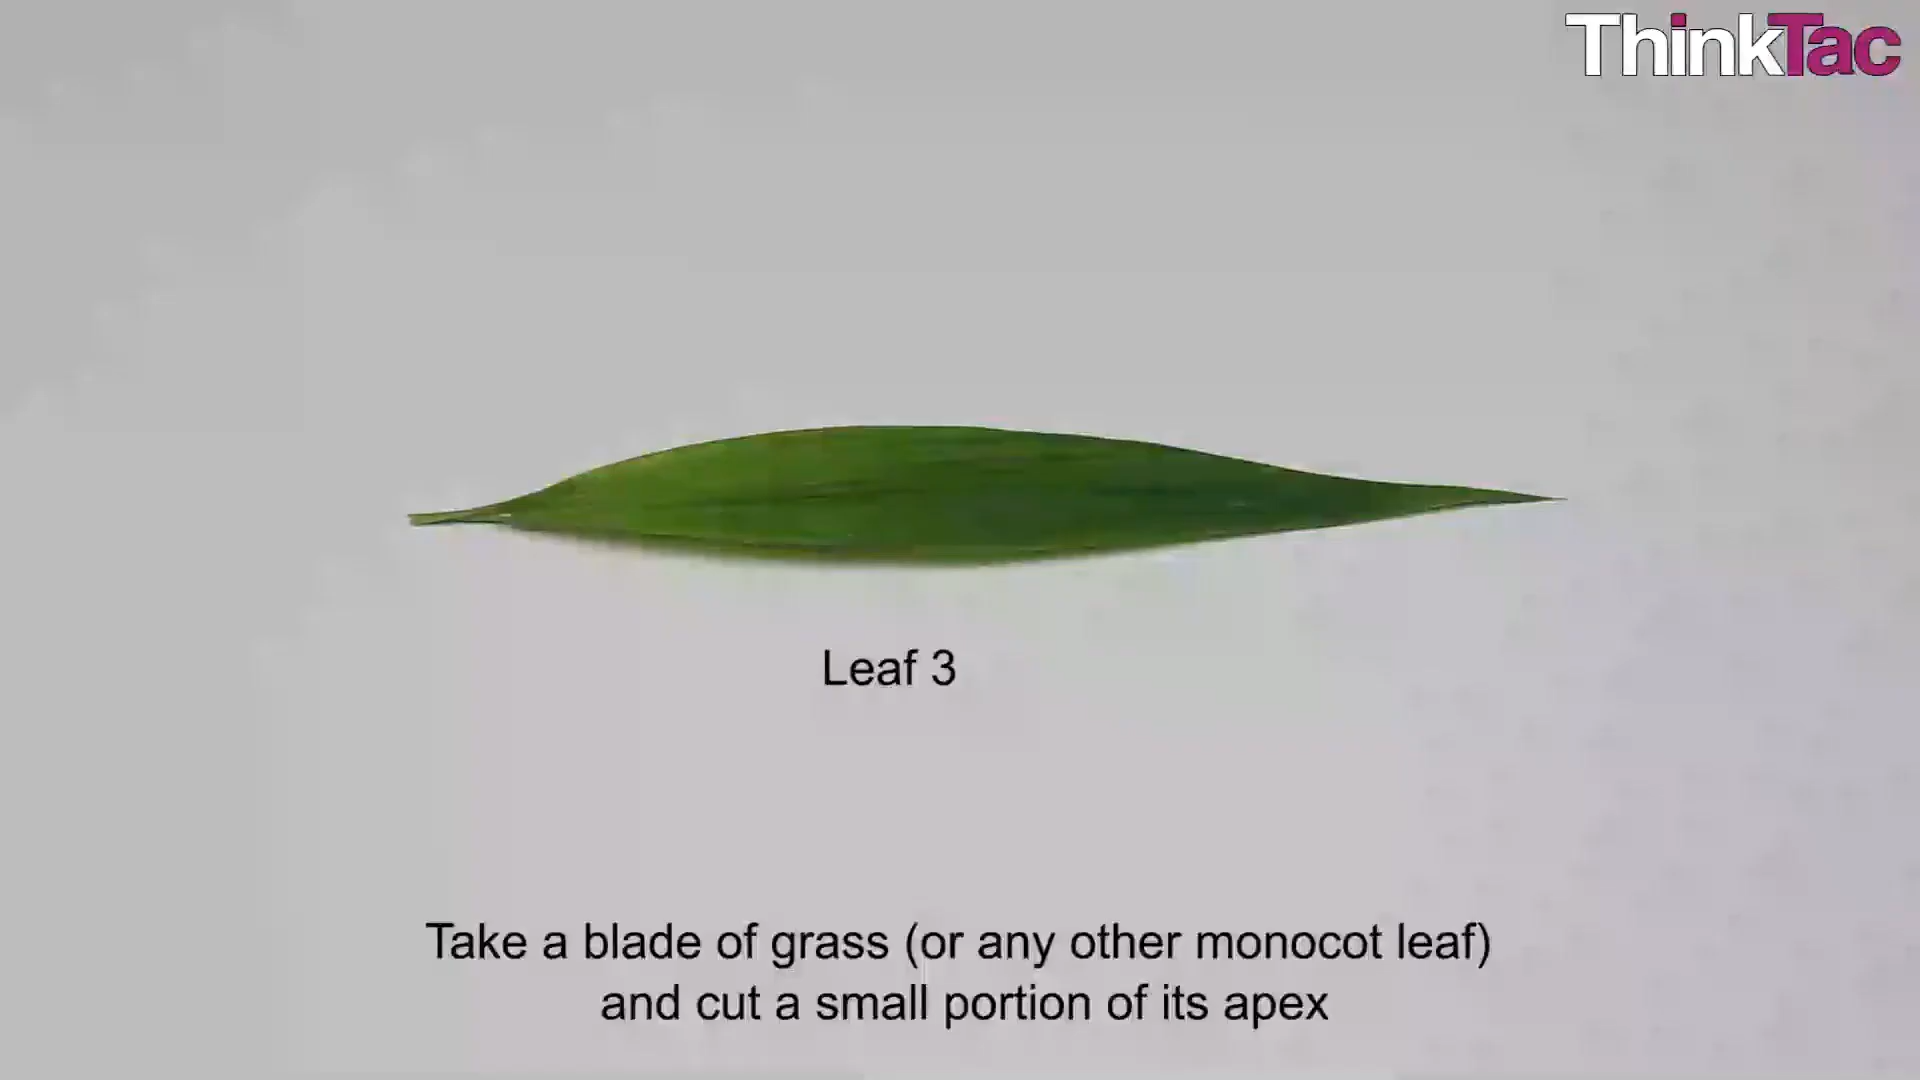 ThinkTac
Leaf 3
Take a blade of grass (or any other monocot leaf)
and cut a small portion of its apex